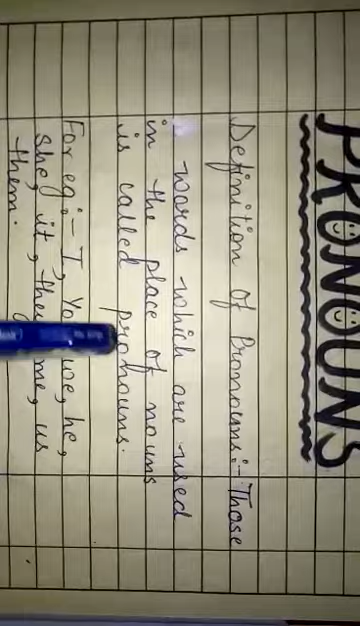 PRONOUNS
Definition of Pronouns:- Those
words which are used
in the place of nouns
is called pronouns.
For eg:- I, we, he,
she, it, me, us
them.